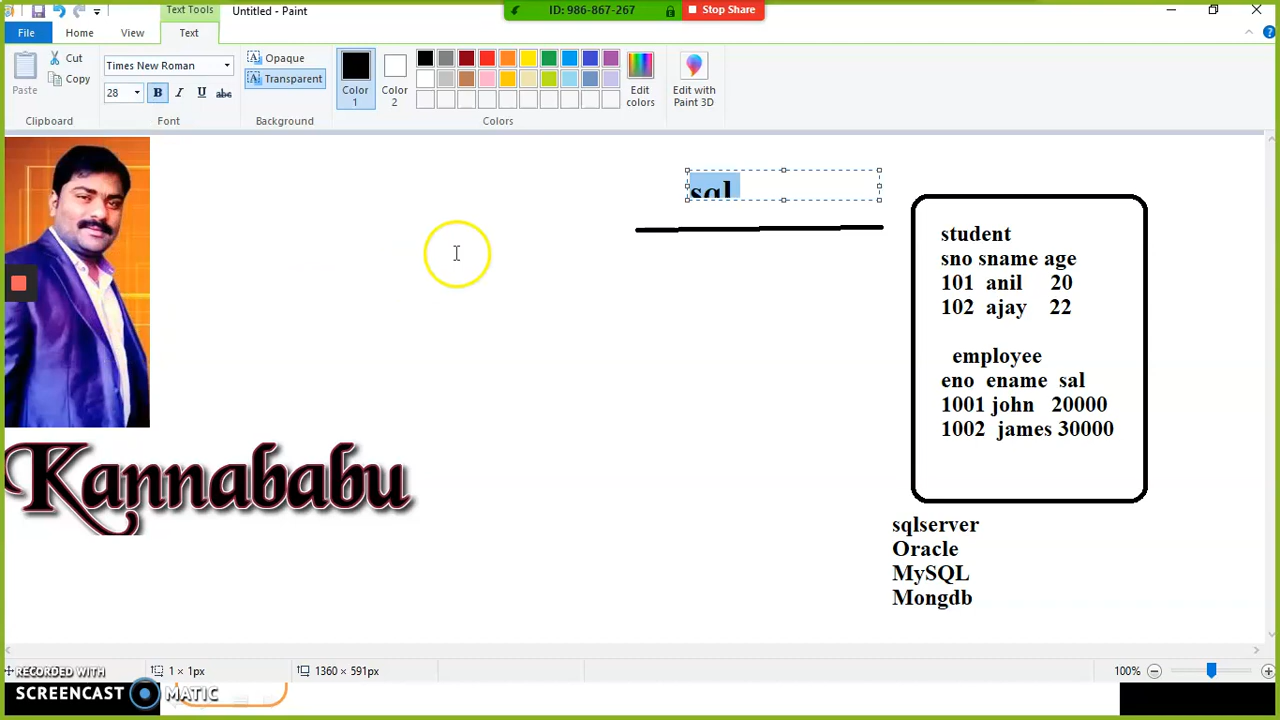 Text Tools
Untitled - Paint
ID: 986-867-267
Stop Share
File
Home
View
Text
Paste
Cut
Copy
Clipboard
Times New Roman
28
B I U abc
Font
Opaque
Transparent
Background
Color 1
Color 2
Edit colors
Colors
Edit with Paint 3D
sql
student
sno sname age
101 anil 20
102 ajay 22
employee
eno ename sal
1001 john 20000
1002 james 30000
sqlserver
Oracle
MySQL
Mongdb
Kannababu
1 × 1px
1360 × 591px
100%
RECORDED WITH
SCREENCAST MATIC